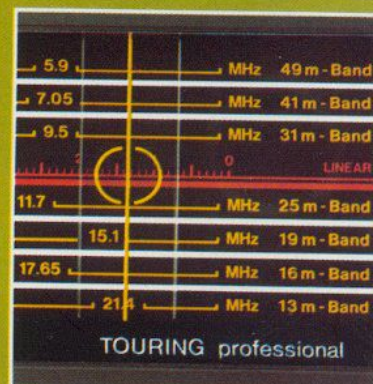 5.9 MHz 49 m - Band
7.05 MHz 41 m - Band
9.5 MHz 31 m - Band
2 0 LINEAR
11.7 MHz 25 m - Band
15.1 MHz 19 m - Band
17.65 MHz 16 m - Band
21.4 MHz 13 m - Band
TOURING professional